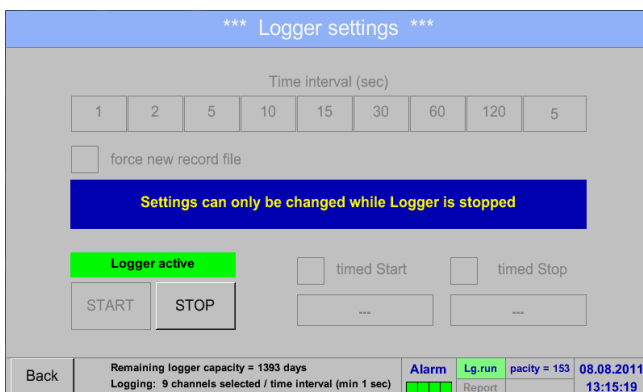 *** Logger settings ***
Time interval (sec)
1 2 5 10 15 30 60 120 5
force new record file
Settings can only be changed while Logger is stopped
Logger active
timed Start timed Stop
START STOP
--- ---
Back
Remaining logger capacity = 1393 days
Logging: 9 channels selected / time interval (min 1 sec)
Alarm Lg.run pacity = 153 08.08.2011
Report 13:15:19